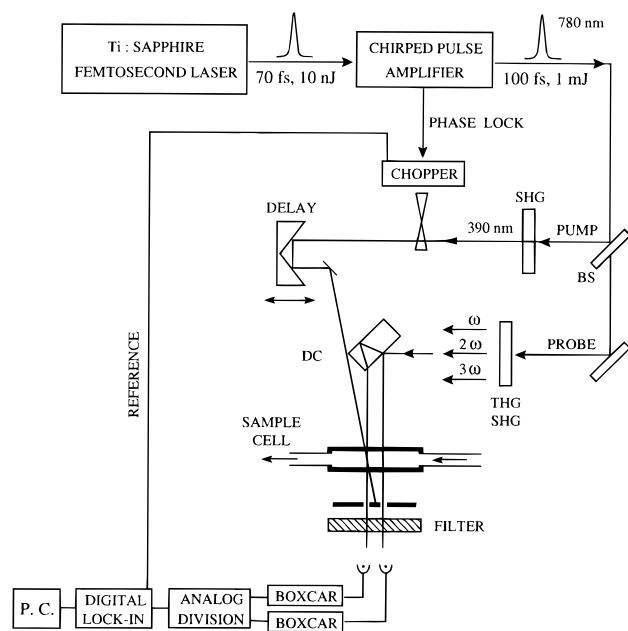 Ti : SAPPHIRE
FEMTOSECOND LASER
70 fs, 10 nJ
CHIRPED PULSE
AMPLIFIER
780 nm
100 fs, 1 mJ
PHASE LOCK
CHOPPER
DELAY
SHG
390 nm
PUMP
BS
ω
2ω
3ω
PROBE
DC
THG
SHG
REFERENCE
SAMPLE
CELL
FILTER
P. C.
DIGITAL
LOCK-IN
ANALOG
DIVISION
BOXCAR
BOXCAR